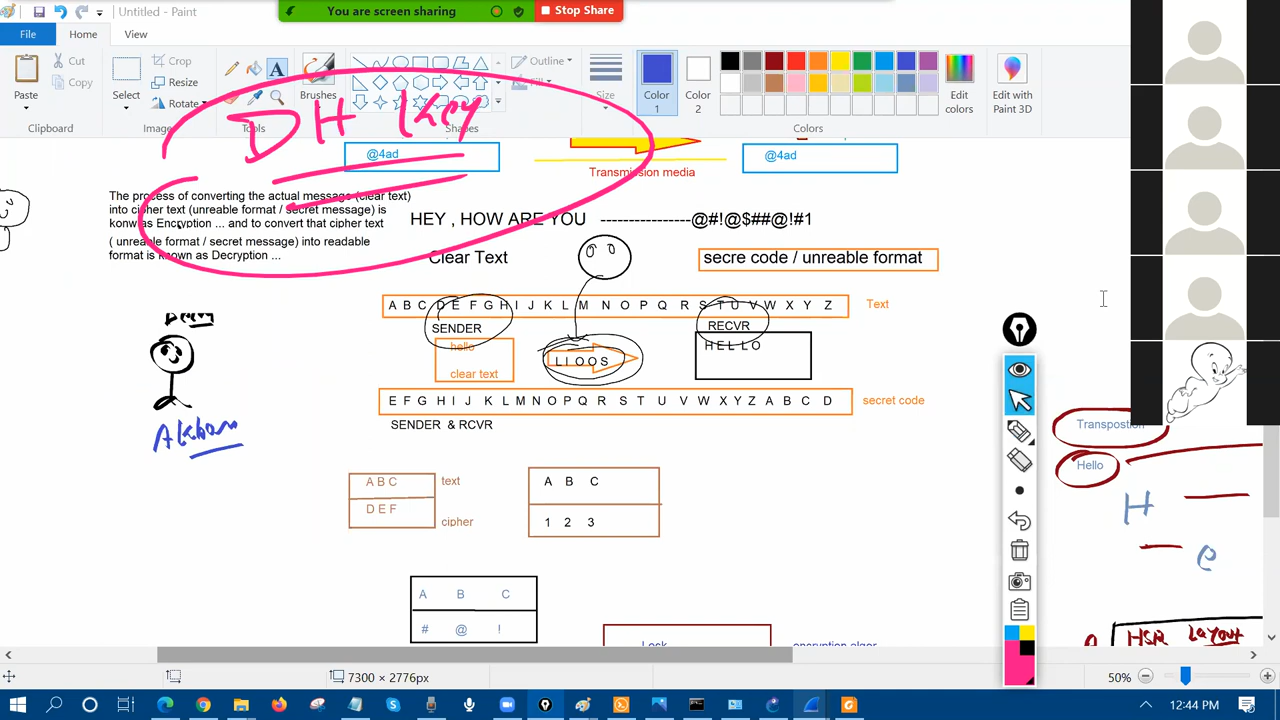 Untitled - Paint
You are screen sharing
Stop Share
File
Home
View
Paste
Cut
Copy
Clipboard
Select
Crop
Resize
Rotate
Image
Tools
Brushes
Shapes
Outline
Fill
Size
Color 1
Color 2
Colors
Edit colors
Edit with Paint 3D
DH Key
@4ad
@4ad
Transmission media
The process of converting the actual message (clear text)
into cipher text (unreable format / secret message) is
konw as Encryption ... and to convert that cipher text
( unreable format / secret message) into readable
format is known as Decryption ...
HEY , HOW ARE YOU ----------------@#!@$##@!#1
Clear Text
secre code / unreable format
A B C D E F G H I J K L M N O P Q R S T U V W X Y Z
Text
SENDER
RECVR
hello
clear text
L I O O S
H E L L O
E F G H I J K L M N O P Q R S T U V W X Y Z A B C D
secret code
SENDER & RCVR
A B C
text
D E F
cipher
A B C
1 2 3
A B C
# @ !
Transpostion
Hello
H
e
HSR Layout
7300 × 2776px
50%
12:44 PM